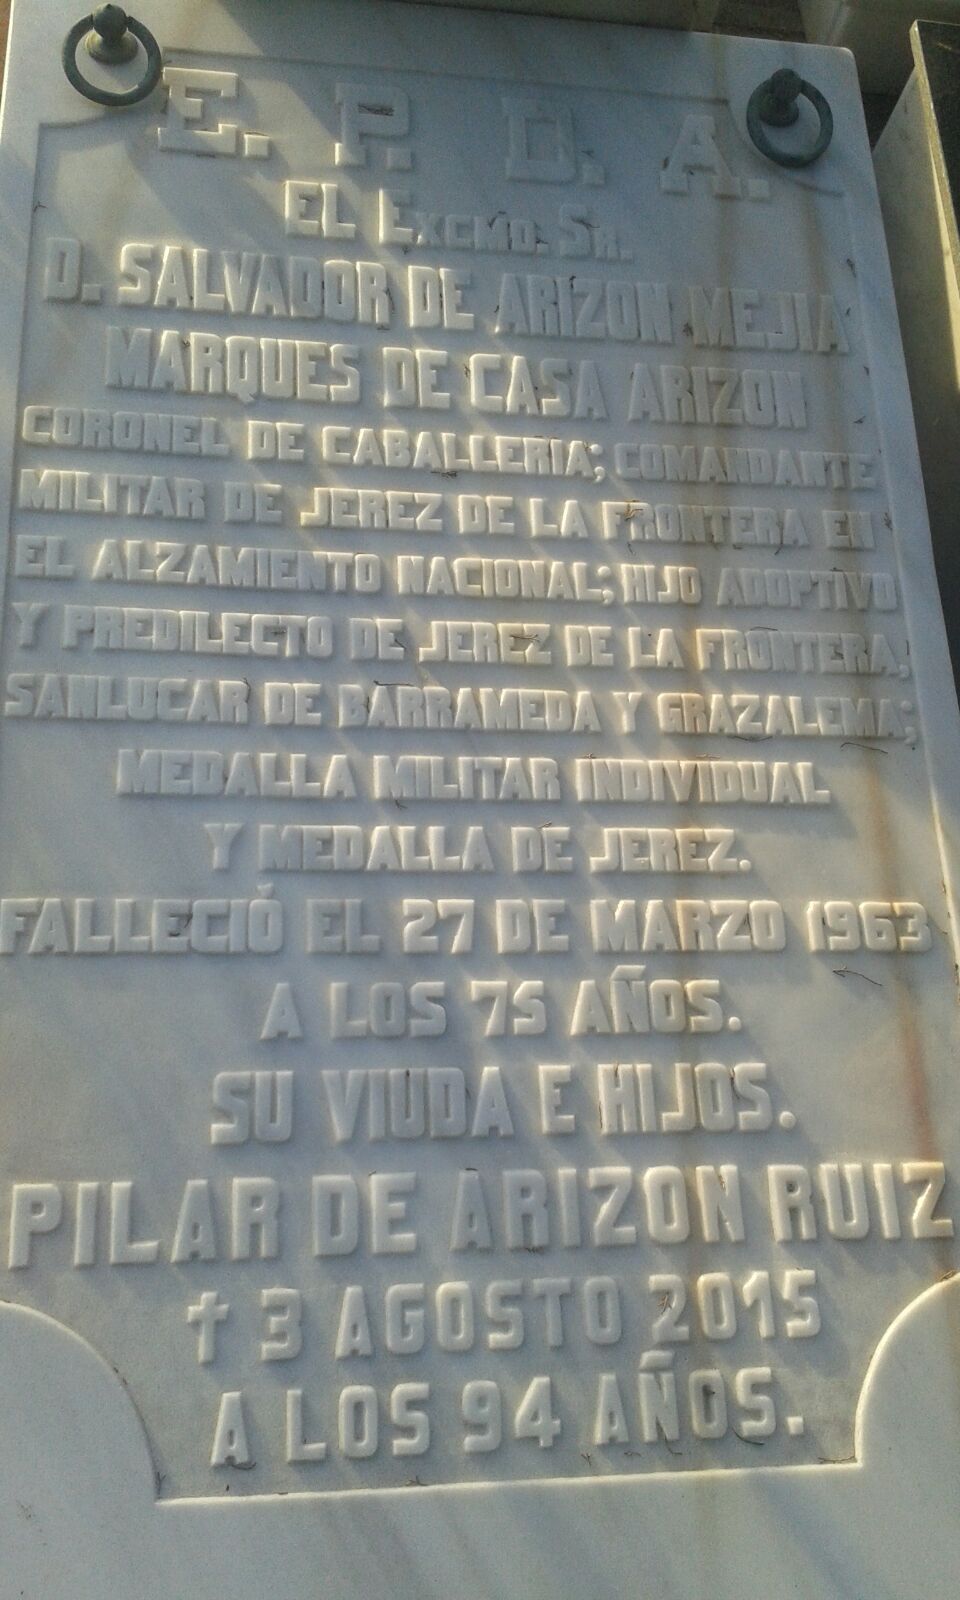 E. P. D. A.
EL EXCMO. SR.
D. SALVADOR DE ARIZON MEJIA
MARQUES DE CASA ARIZON
CORONEL DE CABALLERIA; COMANDANTE
MILITAR DE JEREZ DE LA FRONTERA EN
EL ALZAMIENTO NACIONAL; HIJO ADOPTIVO
Y PREDILECTO DE JEREZ DE LA FRONTERA,
SANLUCAR DE BARRAMEDA Y GRAZALEMA;
MEDALLA MILITAR INDIVIDUAL
Y MEDALLA DE JEREZ.
FALLECIÓ EL 27 DE MARZO 1963
A LOS 75 AÑOS.
SU VIUDA E HIJOS.
PILAR DE ARIZON RUIZ
† 3 AGOSTO 2015
A LOS 94 AÑOS.